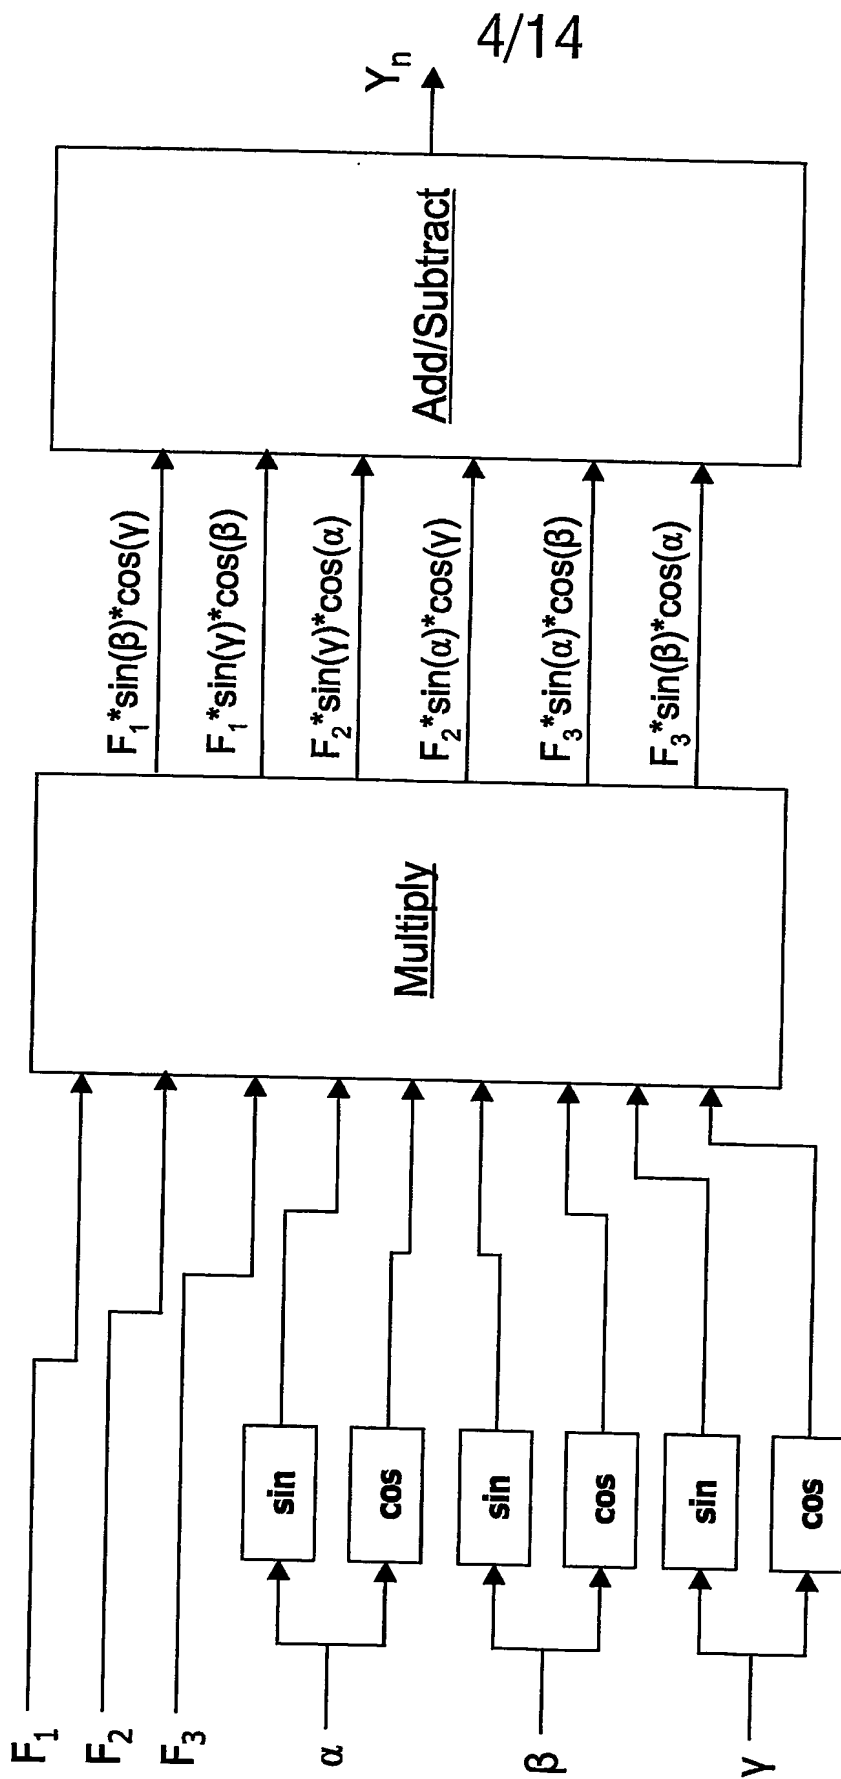 4/14
F1
F2
F3
α
β
γ
sin
cos
sin
cos
sin
cos
Multiply
F1*sin(β)*cos(γ)
F1*sin(γ)*cos(β)
F2*sin(γ)*cos(α)
F2*sin(α)*cos(γ)
F3*sin(α)*cos(β)
F3*sin(β)*cos(α)
Add/Subtract
Yn